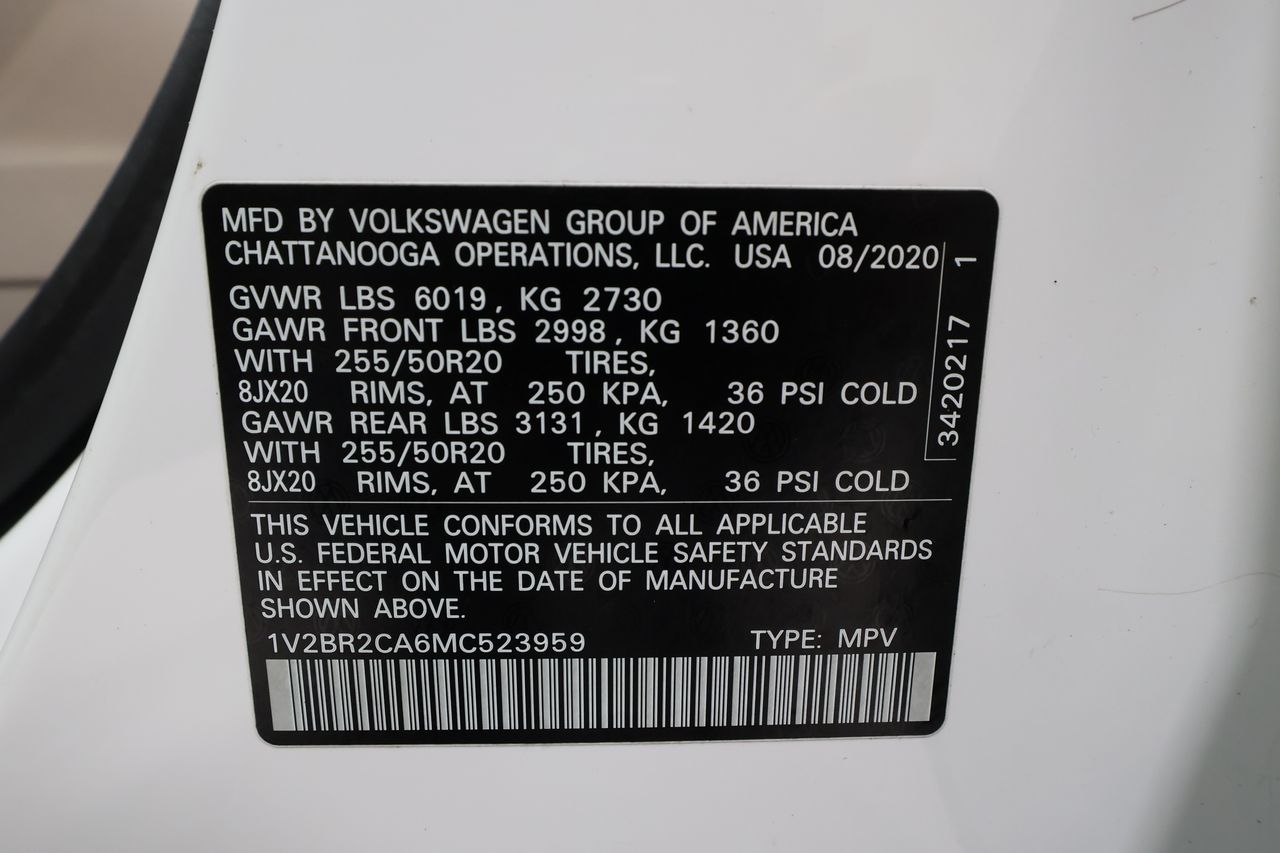 MFD BY VOLKSWAGEN GROUP OF AMERICA
CHATTANOOGA OPERATIONS, LLC. USA 08/2020
GVWR LBS 6019, KG 2730
GAWR FRONT LBS 2998, KG 1360
WITH 255/50R20 TIRES,
8JX20 RIMS, AT 250 KPA, 36 PSI COLD
GAWR REAR LBS 3131, KG 1420
WITH 255/50R20 TIRES,
8JX20 RIMS, AT 250 KPA, 36 PSI COLD
3420217 1
THIS VEHICLE CONFORMS TO ALL APPLICABLE
U.S. FEDERAL MOTOR VEHICLE SAFETY STANDARDS
IN EFFECT ON THE DATE OF MANUFACTURE
SHOWN ABOVE.
1V2BR2CA6MC523959 TYPE: MPV